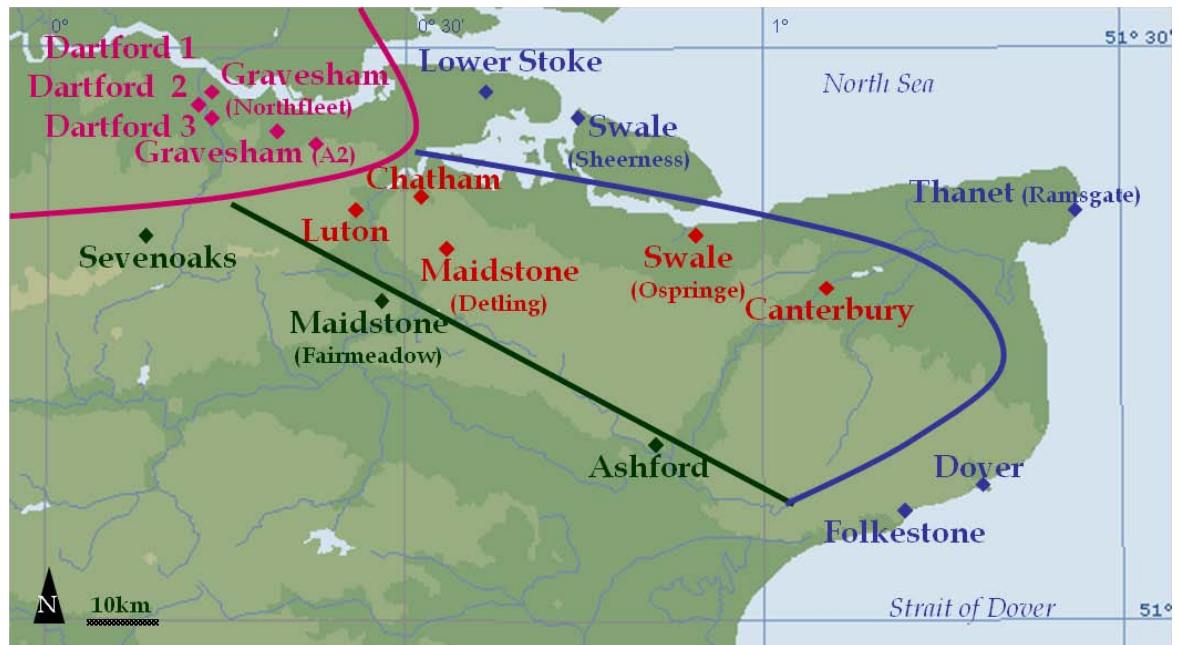 0°
0° 30'
1°
51° 30'
Dartford 1
Dartford 2
Dartford 3
Gravesham
(Northfleet)
Gravesham (A2)
Lower Stoke
North Sea
Swale
(Sheerness)
Chatham
Thanet (Ramsgate)
Luton
Sevenoaks
Maidstone
(Detling)
Swale
(Ospringe)
Canterbury
Maidstone
(Fairmeadow)
Ashford
Dover
Folkestone
N
10km
Strait of Dover
51°